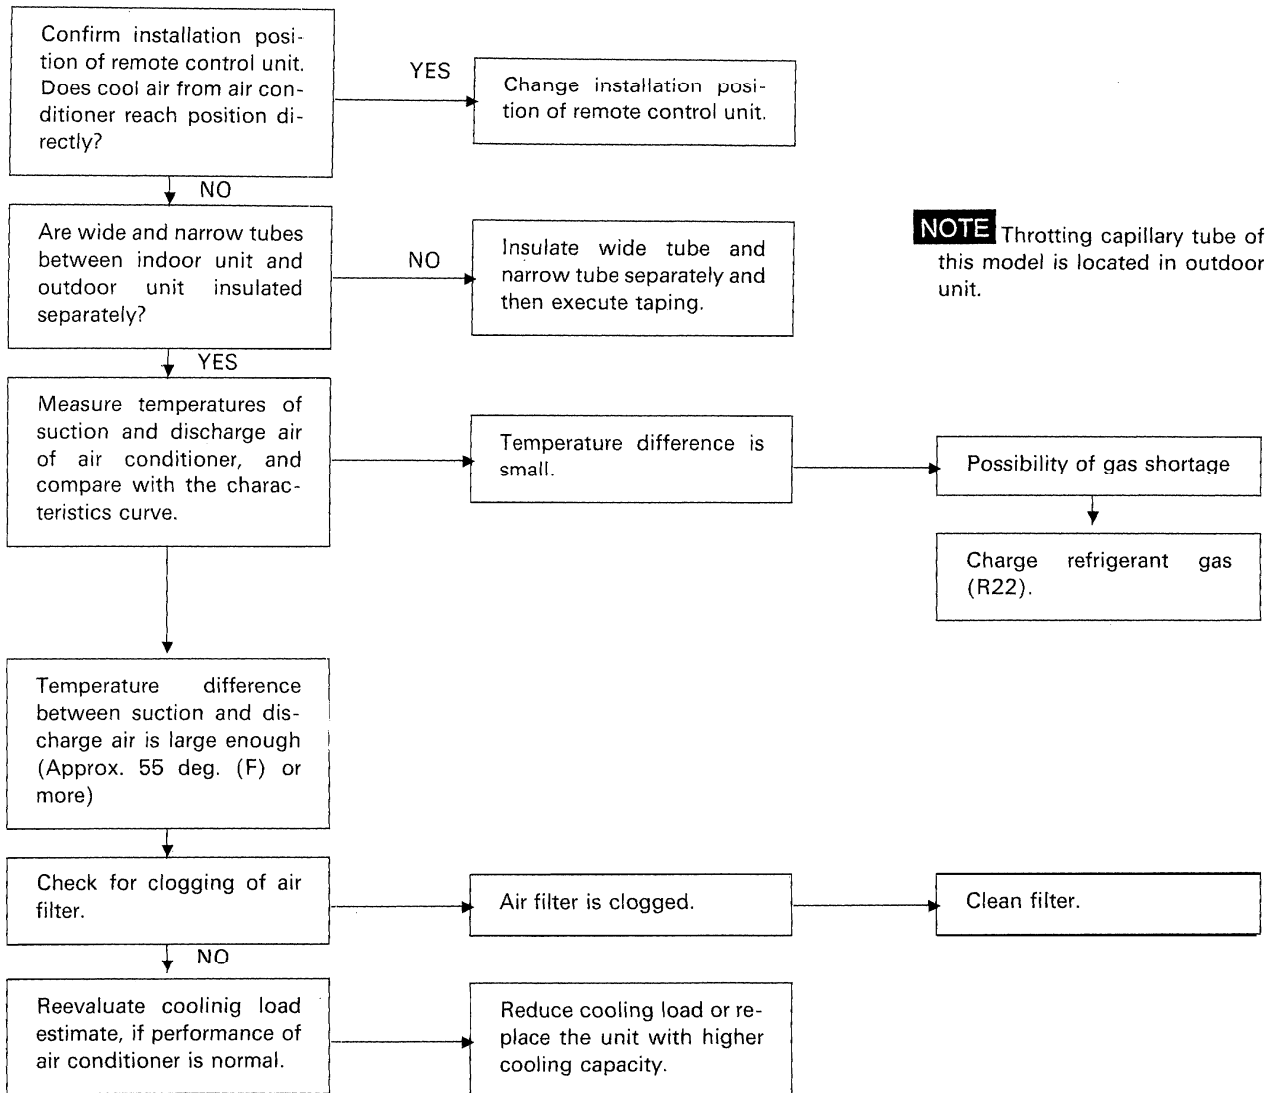 Confirm installation posi-
tion of remote control unit.
Does cool air from air con-
ditioner reach position di-
rectly?
YES
Change installation posi-
tion of remote control unit.
NO
Are wide and narrow tubes
between indoor unit and
outdoor unit insulated
separately?
NO
Insulate wide tube and
narrow tube separately and
then execute taping.
NOTE Throtting capillary tube of
this model is located in outdoor
unit.
YES
Measure temperatures of
suction and discharge air
of air conditioner, and
compare with the charac-
teristics curve.
Temperature difference is
small.
Possibility of gas shortage
Charge refrigerant gas
(R22).
Temperature difference
between suction and dis-
charge air is large enough
(Approx. 55 deg. (F) or
more)
Check for clogging of air
filter.
Air filter is clogged.
Clean filter.
NO
Reevaluate coolinig load
estimate, if performance of
air conditioner is normal.
Reduce cooling load or re-
place the unit with higher
cooling capacity.